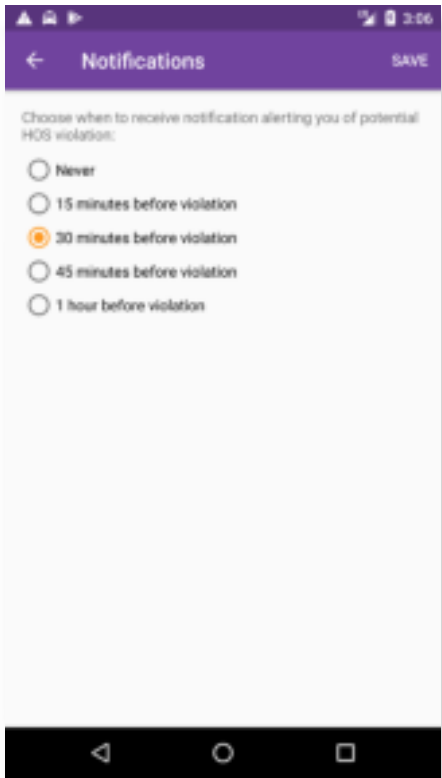 3:06
Notifications
SAVE
Choose when to receive notification alerting you of potential
HOS violation:
Never
15 minutes before violation
30 minutes before violation
45 minutes before violation
1 hour before violation